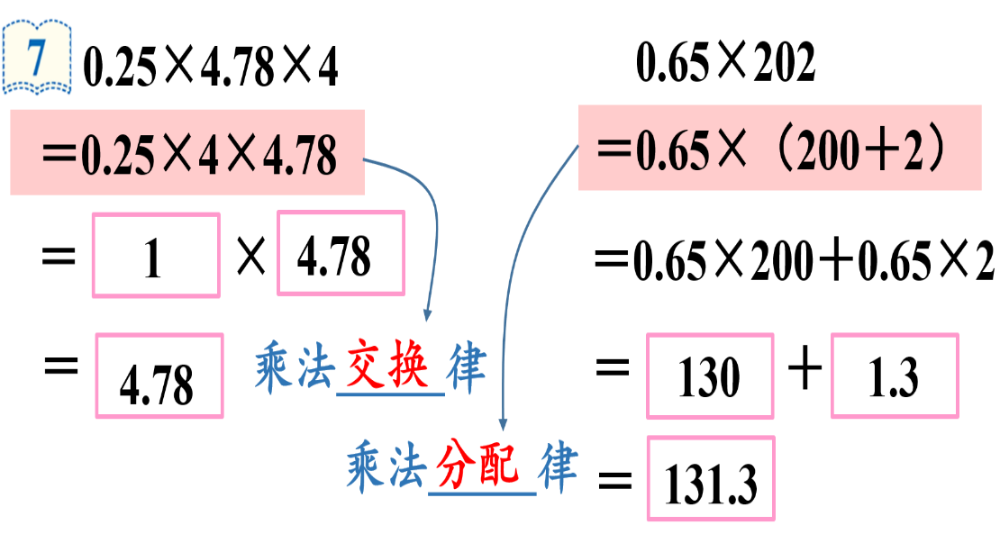 7
0.25×4.78×4
=0.25×4×4.78
= 1 × 4.78
= 4.78
乘法交换律
0.65×202
=0.65×（200+2）
=0.65×200+0.65×2
= 130 + 1.3
= 131.3
乘法分配律